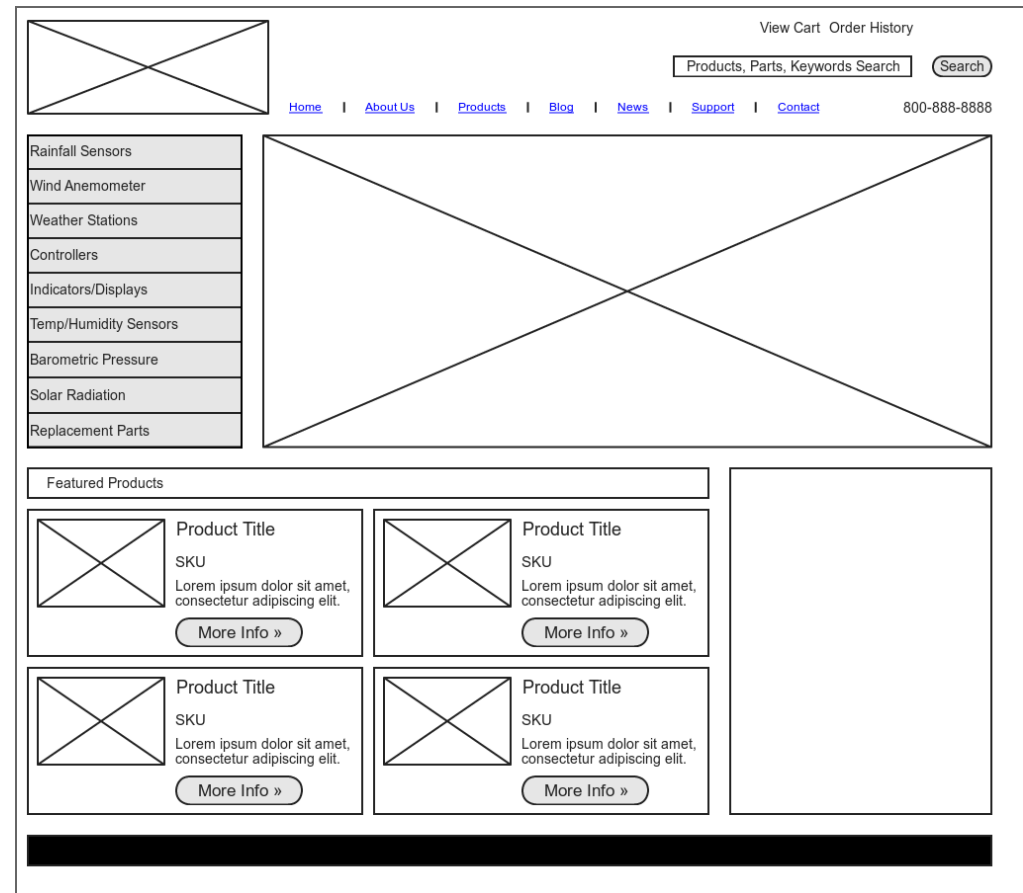 View Cart Order History
Products, Parts, Keywords Search Search
Home | About Us | Products | Blog | News | Support | Contact 800-888-8888
Rainfall Sensors
Wind Anemometer
Weather Stations
Controllers
Indicators/Displays
Temp/Humidity Sensors
Barometric Pressure
Solar Radiation
Replacement Parts
Featured Products
Product Title
SKU
Lorem ipsum dolor sit amet,
consectetur adipiscing elit.
More Info »
Product Title
SKU
Lorem ipsum dolor sit amet,
consectetur adipiscing elit.
More Info »
Product Title
SKU
Lorem ipsum dolor sit amet,
consectetur adipiscing elit.
More Info »
Product Title
SKU
Lorem ipsum dolor sit amet,
consectetur adipiscing elit.
More Info »